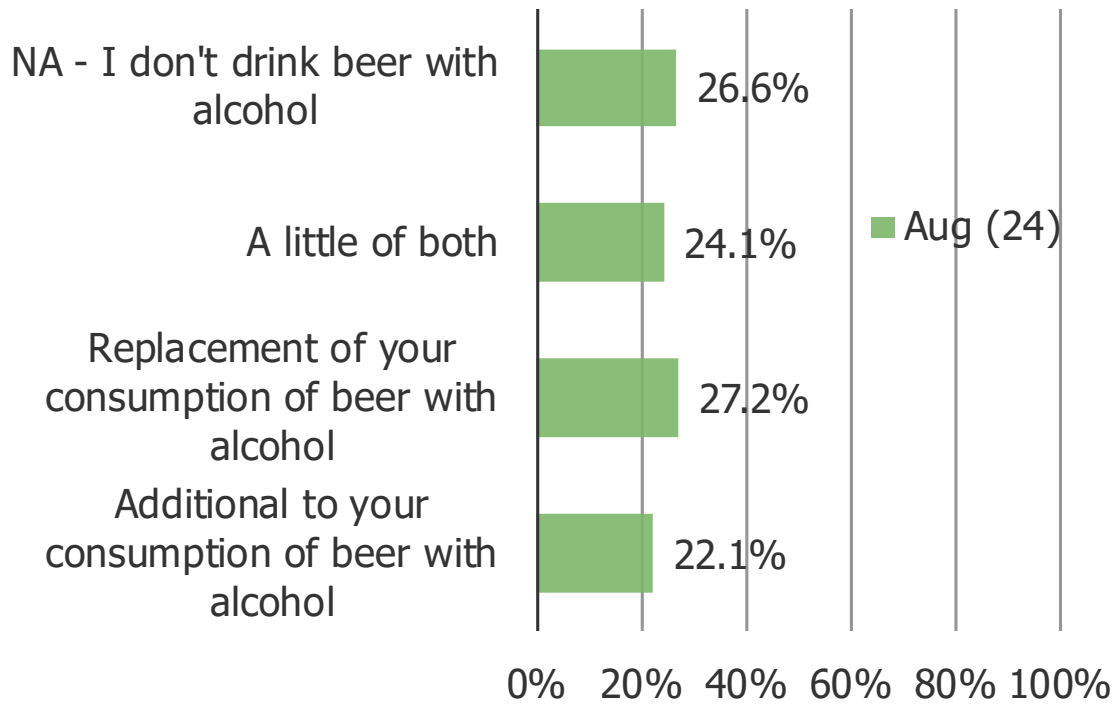 NA - I don't drink beer with
alcohol
26.6%
A little of both
24.1%
Aug (24)
Replacement of your
consumption of beer with
alcohol
27.2%
Additional to your
consumption of beer with
alcohol
22.1%
0% 20% 40% 60% 80% 100%